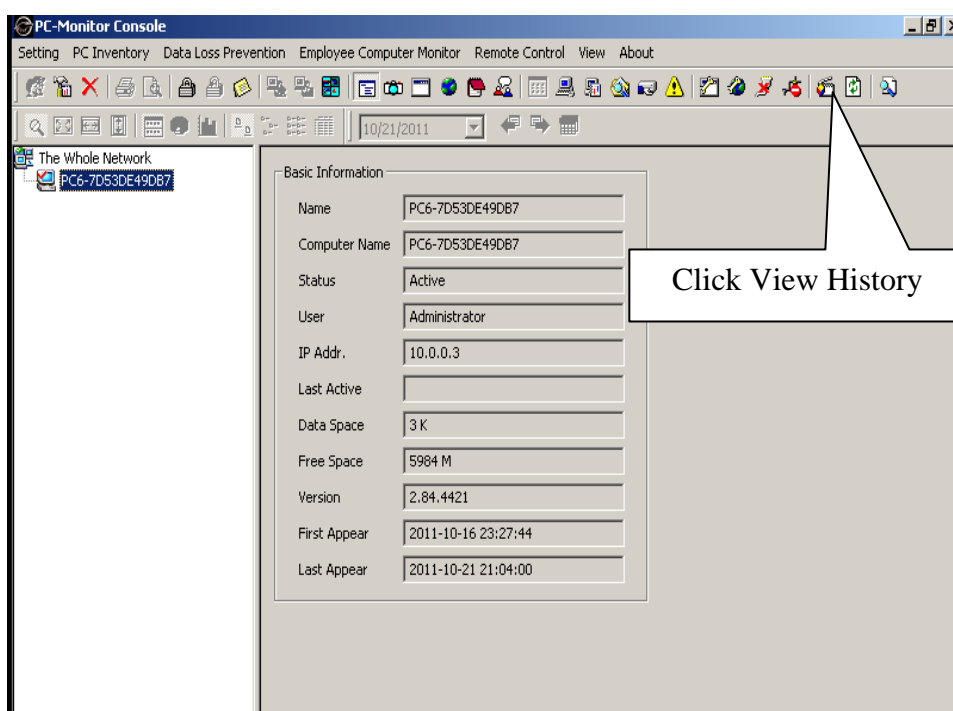 PC-Monitor Console
Setting PC Inventory Data Loss Prevention Employee Computer Monitor Remote Control View About
10/21/2011
The Whole Network
PC6-7D53DE49DB7
Basic Information
Name PC6-7D53DE49DB7
Computer Name PC6-7D53DE49DB7
Status Active
User Administrator
IP Addr. 10.0.0.3
Last Active
Data Space 3 K
Free Space 5984 M
Version 2.84.4421
First Appear 2011-10-16 23:27:44
Last Appear 2011-10-21 21:04:00
Click View History